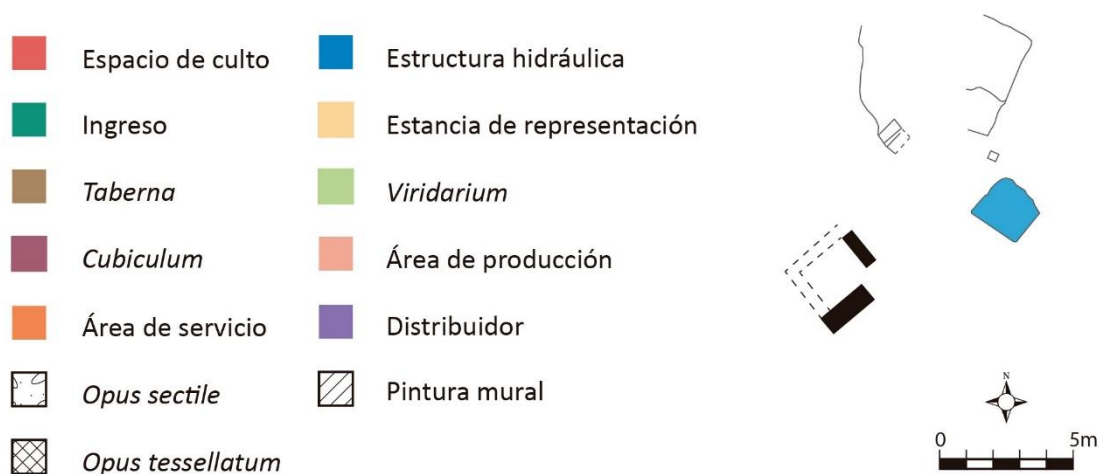 Espacio de culto
Ingreso
Taberna
Cubiculum
Área de servicio
Opus sectile
Opus tessellatum
Estructura hidráulica
Estancia de representación
Viridarium
Área de producción
Distribuidor
Pintura mural
N
0 5m